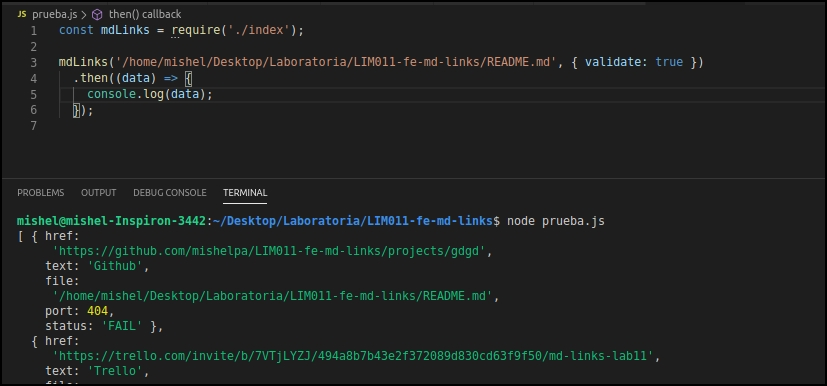 JS prueba.js > then() callback
1 const mdLinks = require('./index');
2
3 mdLinks('/home/mishel/Desktop/Laboratoria/LIM011-fe-md-links/README.md', { validate: true })
4 .then((data) => {
5 console.log(data);
6 });
7
PROBLEMS OUTPUT DEBUG CONSOLE TERMINAL
mishel@mishel-Inspiron-3442:~/Desktop/Laboratoria/LIM011-fe-md-links$ node prueba.js
[ { href:
'https://github.com/mishelpa/LIM011-fe-md-links/projects/gdgd',
text: 'Github',
file:
'/home/mishel/Desktop/Laboratoria/LIM011-fe-md-links/README.md',
port: 404,
status: 'FAIL' },
{ href:
'https://trello.com/invite/b/7VTjLYZJ/494a8b7b43e2f372089d830cd63f9f50/md-links-lab11',
text: 'Trello',
file: